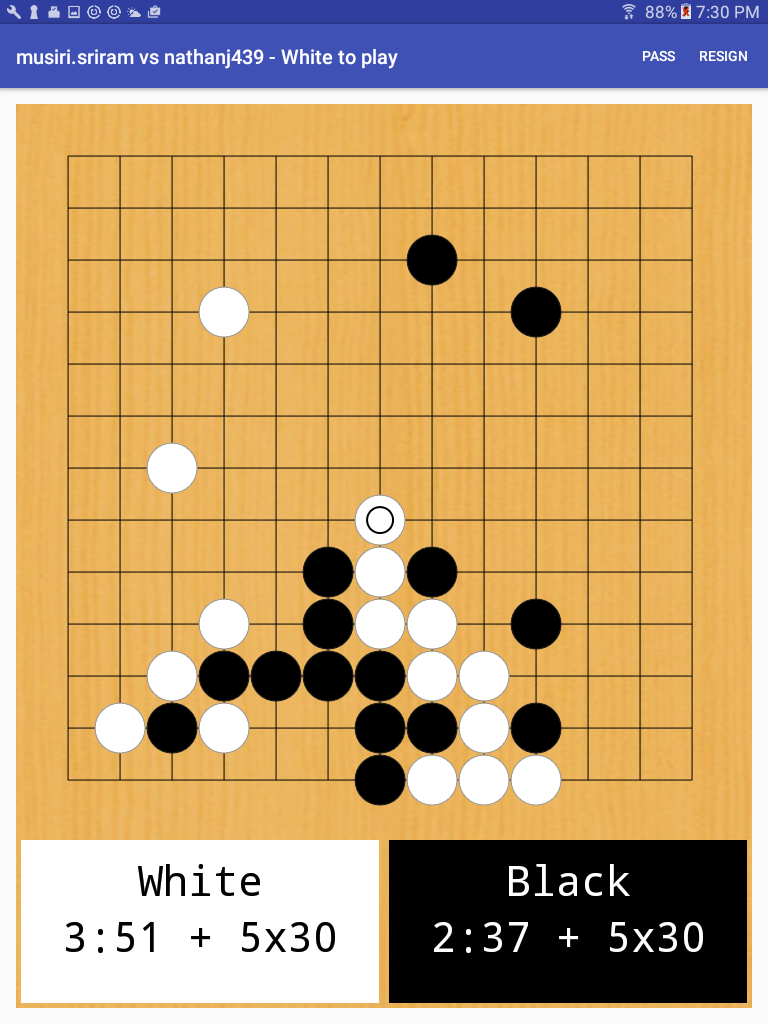 88% 7:30 PM
musiri.sriram vs nathanj439 - White to play PASS RESIGN
White
3:51 + 5x30
Black
2:37 + 5x30